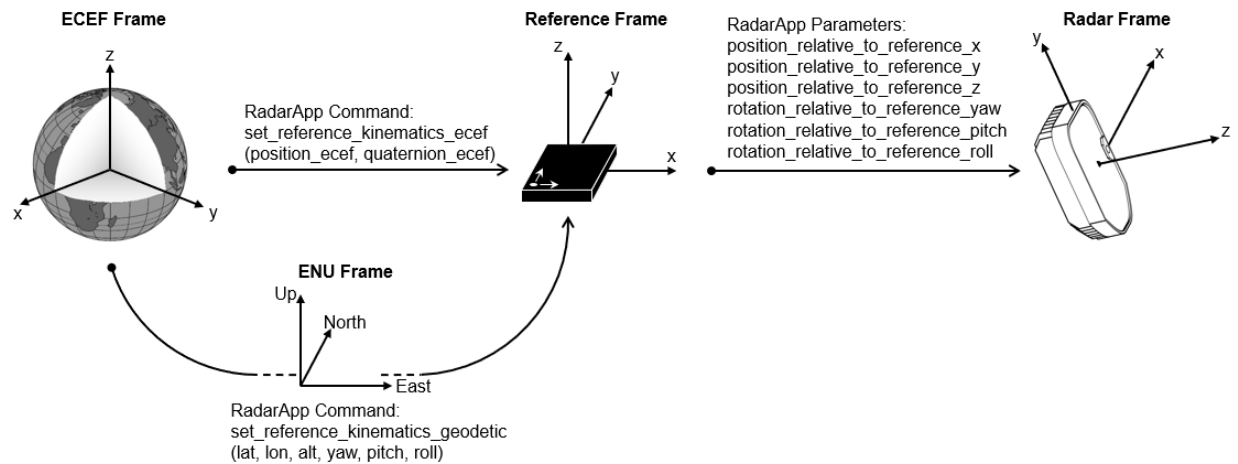 ECEF Frame
z
x
y
RadarApp Command:
set_reference_kinematics_ecef
(position_ecef, quaternion_ecef)
Reference Frame
z
y
x
RadarApp Parameters:
position_relative_to_reference_x
position_relative_to_reference_y
position_relative_to_reference_z
rotation_relative_to_reference_yaw
rotation_relative_to_reference_pitch
rotation_relative_to_reference_roll
Radar Frame
y
x
z
ENU Frame
Up
North
East
RadarApp Command:
set_reference_kinematics_geodetic
(lat, lon, alt, yaw, pitch, roll)